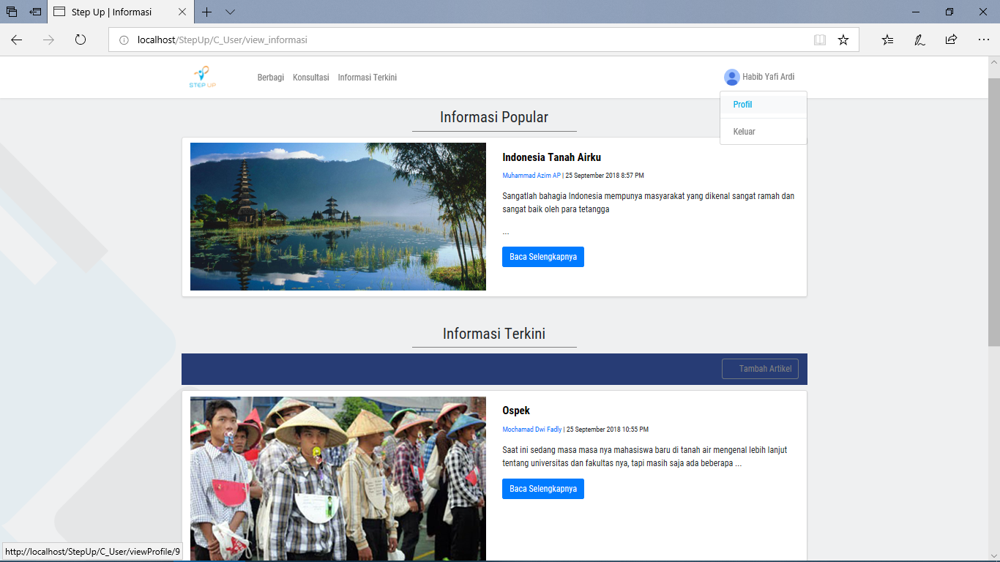 Step Up | Informasi
localhost/StepUp/C_User/view_informasi
STEP UP
Berbagi Konsultasi Informasi Terkini
Habib Yafi Ardi
Profil
Keluar
Informasi Popular
Indonesia Tanah Airku
Muhammad Azim AP | 25 September 2018 8:57 PM
Sangatlah bahagia Indonesia mempunya masyarakat yang dikenal sangat ramah dan
sangat baik oleh para tetangga
...
Baca Selengkapnya
Informasi Terkini
Tambah Artikel
Ospek
Mochamad Dwi Fadly | 25 September 2018 10:55 PM
Saat ini sedang masa masa nya mahasiswa baru di tanah air mengenal lebih lanjut
tentang universitas dan fakultas nya, tapi masih saja ada beberapa ...
Baca Selengkapnya
http://localhost/StepUp/C_User/viewProfile/9